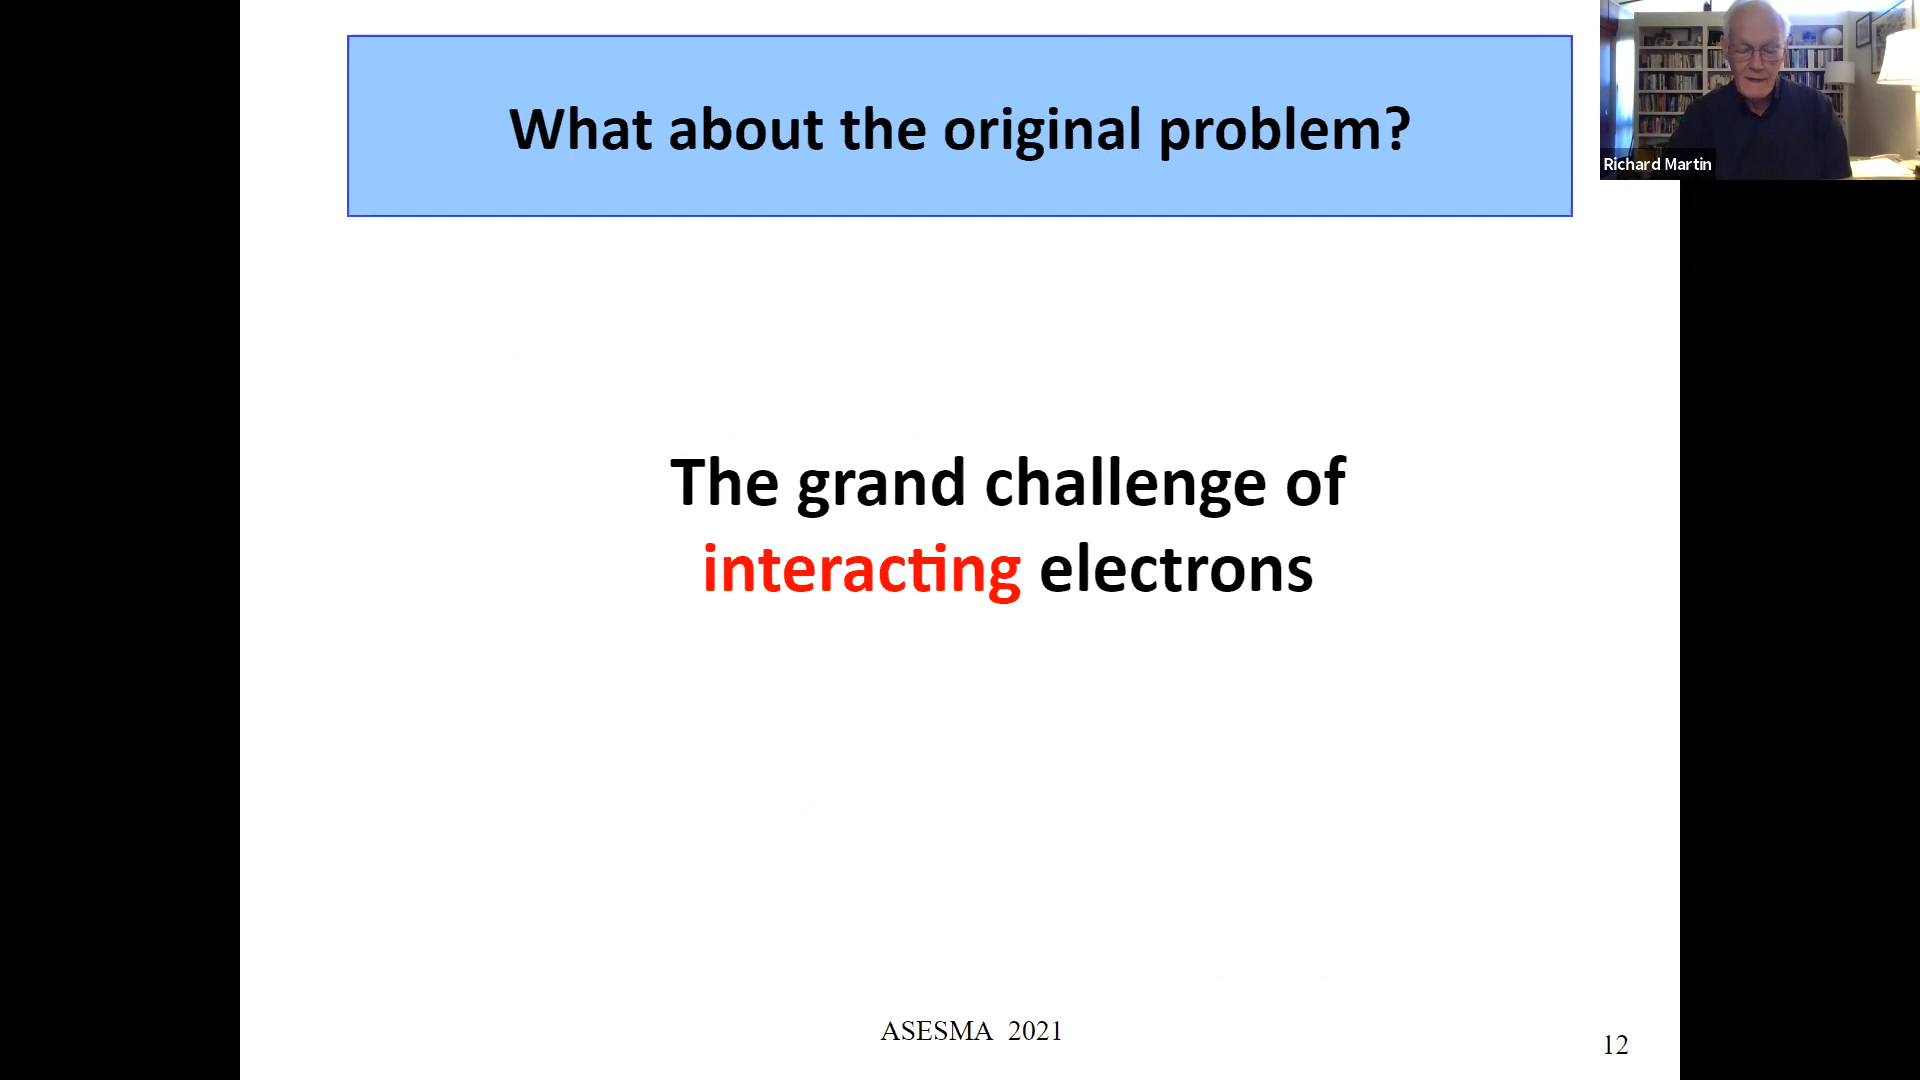 What about the original problem?
Richard Martin
The grand challenge of
interacting electrons
ASESMA 2021
12